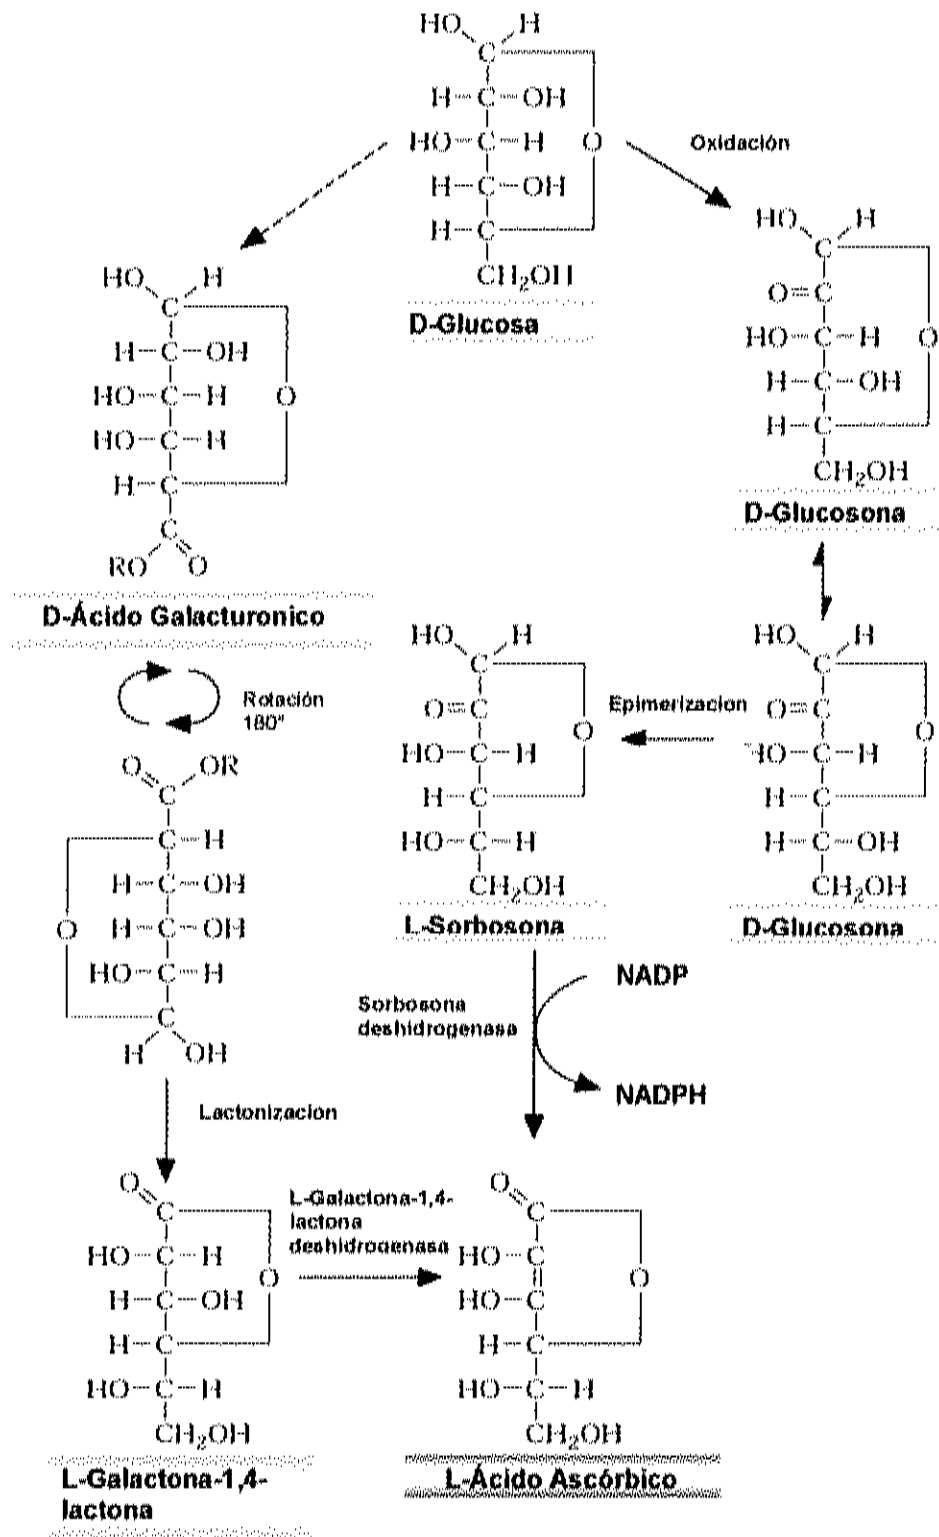 HO H
C
H-C-OH
HO-C-H O
H-C-OH
H-C
CH2OH
D-Glucosa
Oxidación
HO H
C
O=C
HO-C-H O
H-C-OH
H-C
CH2OH
D-Glucosona
HO H
C
H-C-OH
HO-C-H O
HO-C-H
H-C
C
RO O
D-Ácido Galacturonico
Rotación
180°
O OR
C
C-H
H-C-OH
O H-C-OH
HO-C-H
C
H OH
Lactonizacion
HO H
C
O=C
HO-C-H O
H-C
HO-C-H
CH2OH
L-Sorbosona
Epimerizacion
HO H
C
O=C
HO-C-H O
H-C
H-C-OH
CH2OH
D-Glucosona
Sorbosona
deshidrogenasa
NADP
NADPH
O
C
HO-C-H
H-C-OH O
H-C
HO-C-H
CH2OH
L-Galactona-1,4-
lactona
L-Galactona-1,4-
lactona
deshidrogenasa
O
C
HO-C
HO-C O
H-C
HO-C-H
CH2OH
L-Ácido Ascórbico